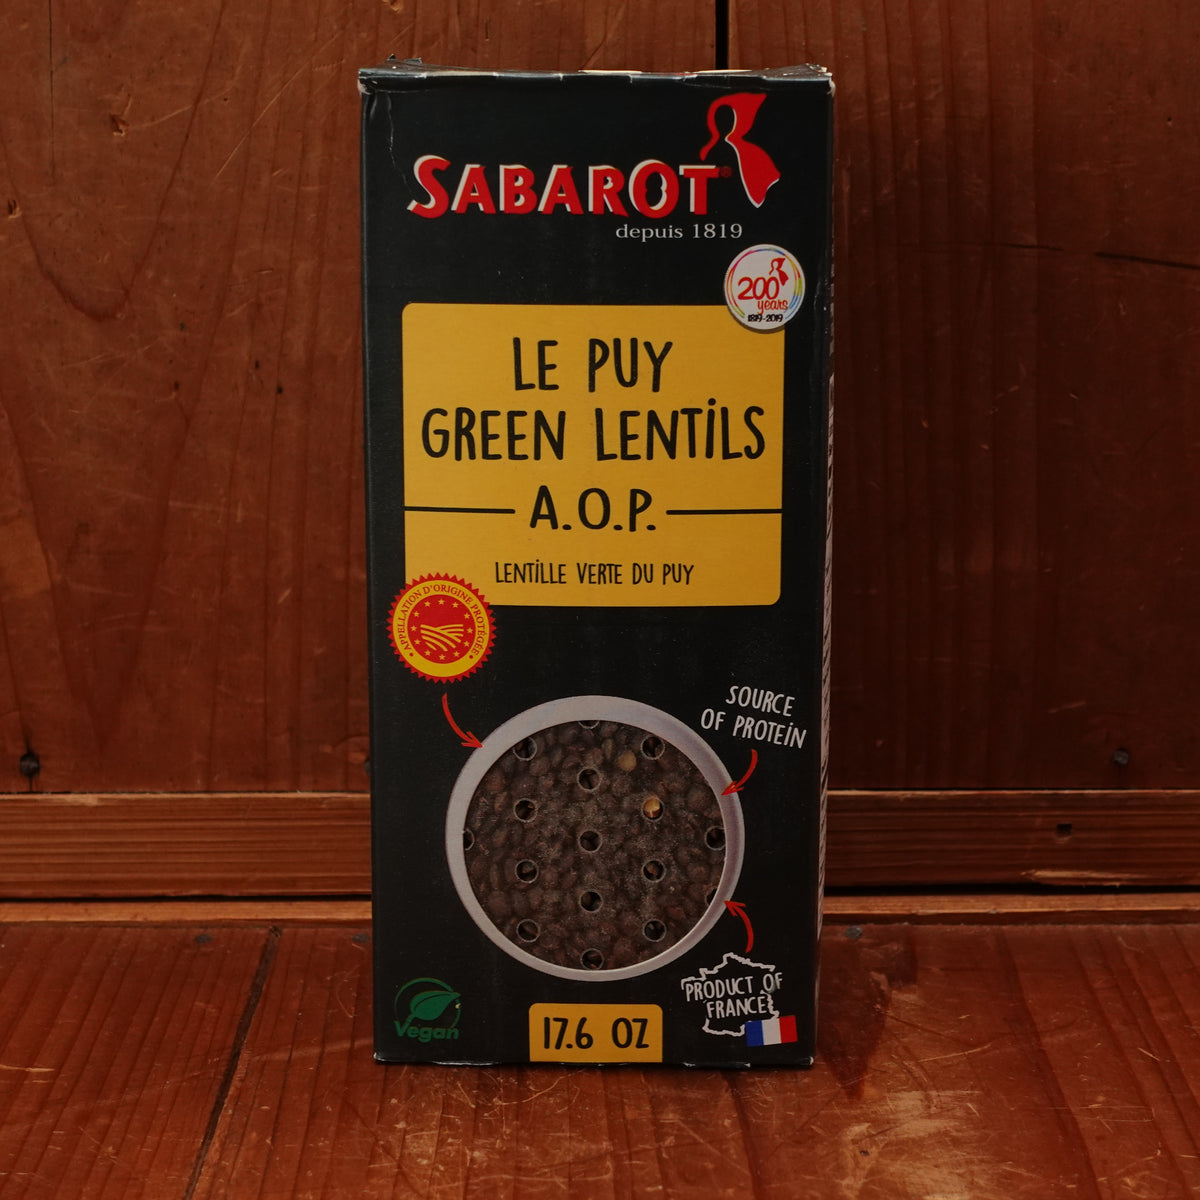 SABAROT®
depuis 1819
200
years
1819-2019
LE PUY
GREEN LENTILS
A.O.P.
LENTILLE VERTE DU PUY
APPELLATION D'ORIGINE PROTÉGÉE
SOURCE
OF PROTEIN
PRODUCT OF
FRANCE
Vegan
17.6 OZ